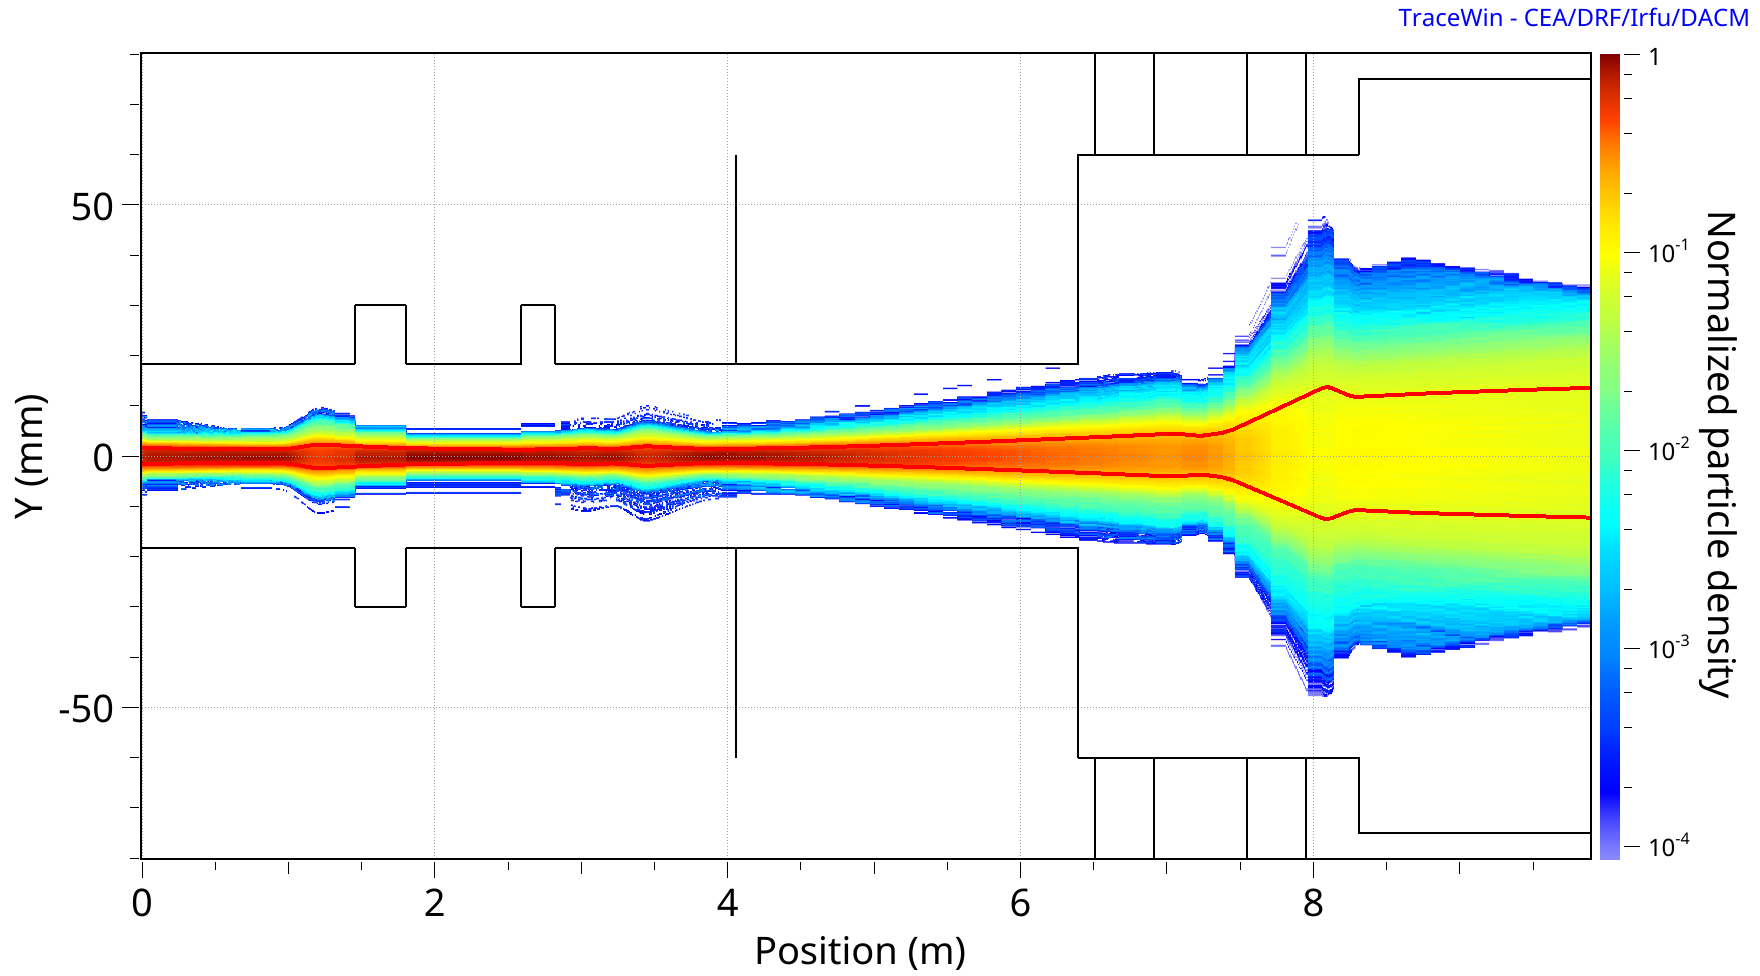 TraceWin - CEA/DRF/Irfu/DACM
50
0
-50
Y (mm)
0 2 4 6 8
Position (m)
1
10-1
10-2
10-3
10-4
Normalized particle density